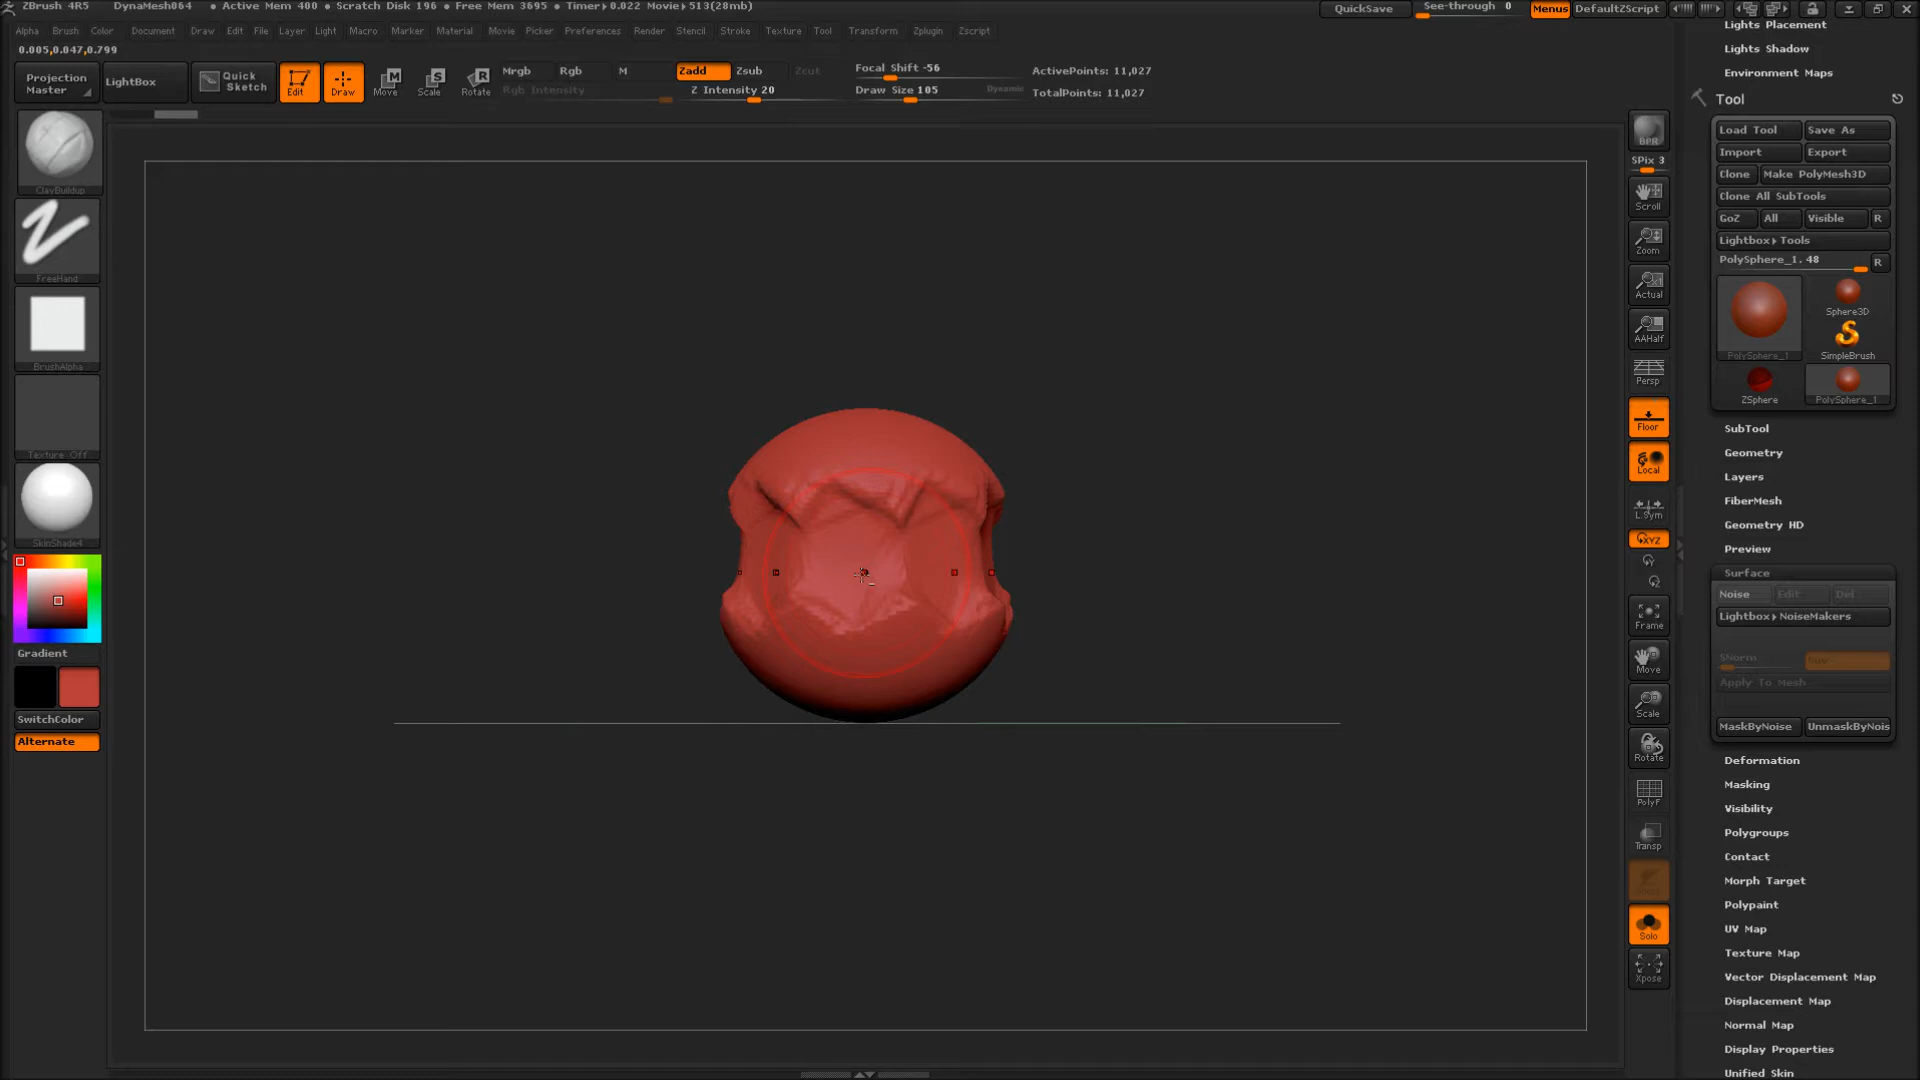 ZBrush 4R5 DynaMesh064 • Active Mem 400 • Scratch Disk 196 • Free Mem 3695 • Timer▸0.022 Movie▸513(28mb) QuickSave See-through 0 Menus DefaultZScript
Alpha Brush Color Document Draw Edit File Layer Light Macro Marker Material Movie Picker Preferences Render Stencil Stroke Texture Tool Transform Zplugin Zscript
0.005,0.047,0.799
Projection Master LightBox Quick Sketch Edit Draw Move Scale Rotate
Mrgb Rgb M Zadd Zsub Zcut Focal Shift -56 ActivePoints: 11,027
Rgb Intensity Z Intensity 20 Draw Size 105 Dynamic TotalPoints: 11,027
ClayBuildup
FreeHand
BrushAlpha
Texture Off
SkinShade4
Gradient
SwitchColor
Alternate
BPR
SPix 3
Scroll
Zoom
Actual
AAHalf
Persp
Floor
Local
L.Sym
XYZ
Frame
Move
Scale
Rotate
PolyF
Transp
Solo
Xpose
Lights Placement
Lights Shadow
Environment Maps
Tool
Load Tool Save As
Import Export
Clone Make PolyMesh3D
Clone All SubTools
GoZ All Visible R
Lightbox▸Tools
PolySphere_1. 48 R
Sphere3D
SimpleBrush
PolySphere_1
ZSphere PolySphere_1
SubTool
Geometry
Layers
FiberMesh
Geometry HD
Preview
Surface
Noise Edit Del
Lightbox▸NoiseMakers
SNorm
Apply To Mesh
MaskByNoise UnmaskByNois
Deformation
Masking
Visibility
Polygroups
Contact
Morph Target
Polypaint
UV Map
Texture Map
Vector Displacement Map
Displacement Map
Normal Map
Display Properties
Unified Skin